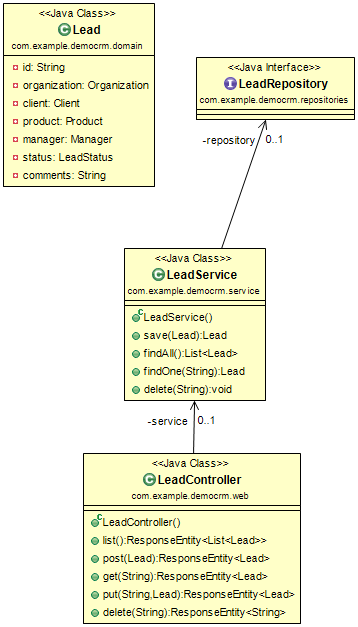 <<Java Class>>
Lead
com.example.democrm.domain
id: String
organization: Organization
client: Client
product: Product
manager: Manager
status: LeadStatus
comments: String
<<Java Interface>>
LeadRepository
com.example.democrm.repositories
-repository
0..1
<<Java Class>>
LeadService
com.example.democrm.service
LeadService()
save(Lead):Lead
findAll():List<Lead>
findOne(String):Lead
delete(String):void
-service
0..1
<<Java Class>>
LeadController
com.example.democrm.web
LeadController()
list():ResponseEntity<List<Lead>>
post(Lead):ResponseEntity<Lead>
get(String):ResponseEntity<Lead>
put(String,Lead):ResponseEntity<Lead>
delete(String):ResponseEntity<String>